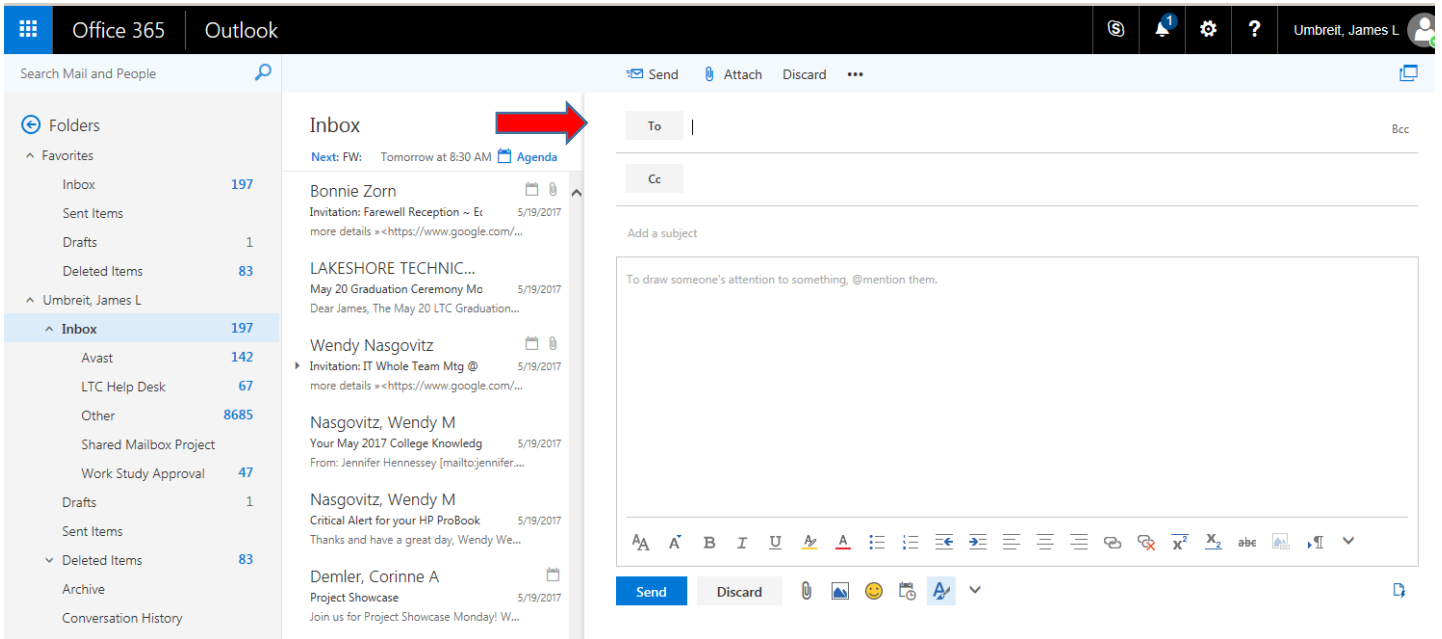 Office 365 Outlook 1 ? Umbreit, James L
Search Mail and People
Send Attach Discard •••
Folders
Favorites
Inbox 197
Sent Items
Drafts 1
Deleted Items 83
Umbreit, James L
Inbox 197
Avast 142
LTC Help Desk 67
Other 8685
Shared Mailbox Project
Work Study Approval 47
Drafts 1
Sent Items
Deleted Items 83
Archive
Conversation History
Inbox
Next: FW: Tomorrow at 8:30 AM Agenda
Bonnie Zorn
Invitation: Farewell Reception ~ Ec 5/19/2017
more details »<https://www.google.com/...
LAKESHORE TECHNIC...
May 20 Graduation Ceremony Mo 5/19/2017
Dear James, The May 20 LTC Graduation...
Wendy Nasgovitz
Invitation: IT Whole Team Mtg @ 5/19/2017
more details »<https://www.google.com/...
Nasgovitz, Wendy M
Your May 2017 College Knowledg 5/19/2017
From: Jennifer Hennessey [mailto:jennifer....
Nasgovitz, Wendy M
Critical Alert for your HP ProBook 5/19/2017
Thanks and have a great day, Wendy We...
Demler, Corinne A
Project Showcase 5/19/2017
Join us for Project Showcase Monday! W...
To Bcc
Cc
Add a subject
To draw someone's attention to something, @mention them.
AA A B I U A A x² X₂ abc ¶
Send Discard